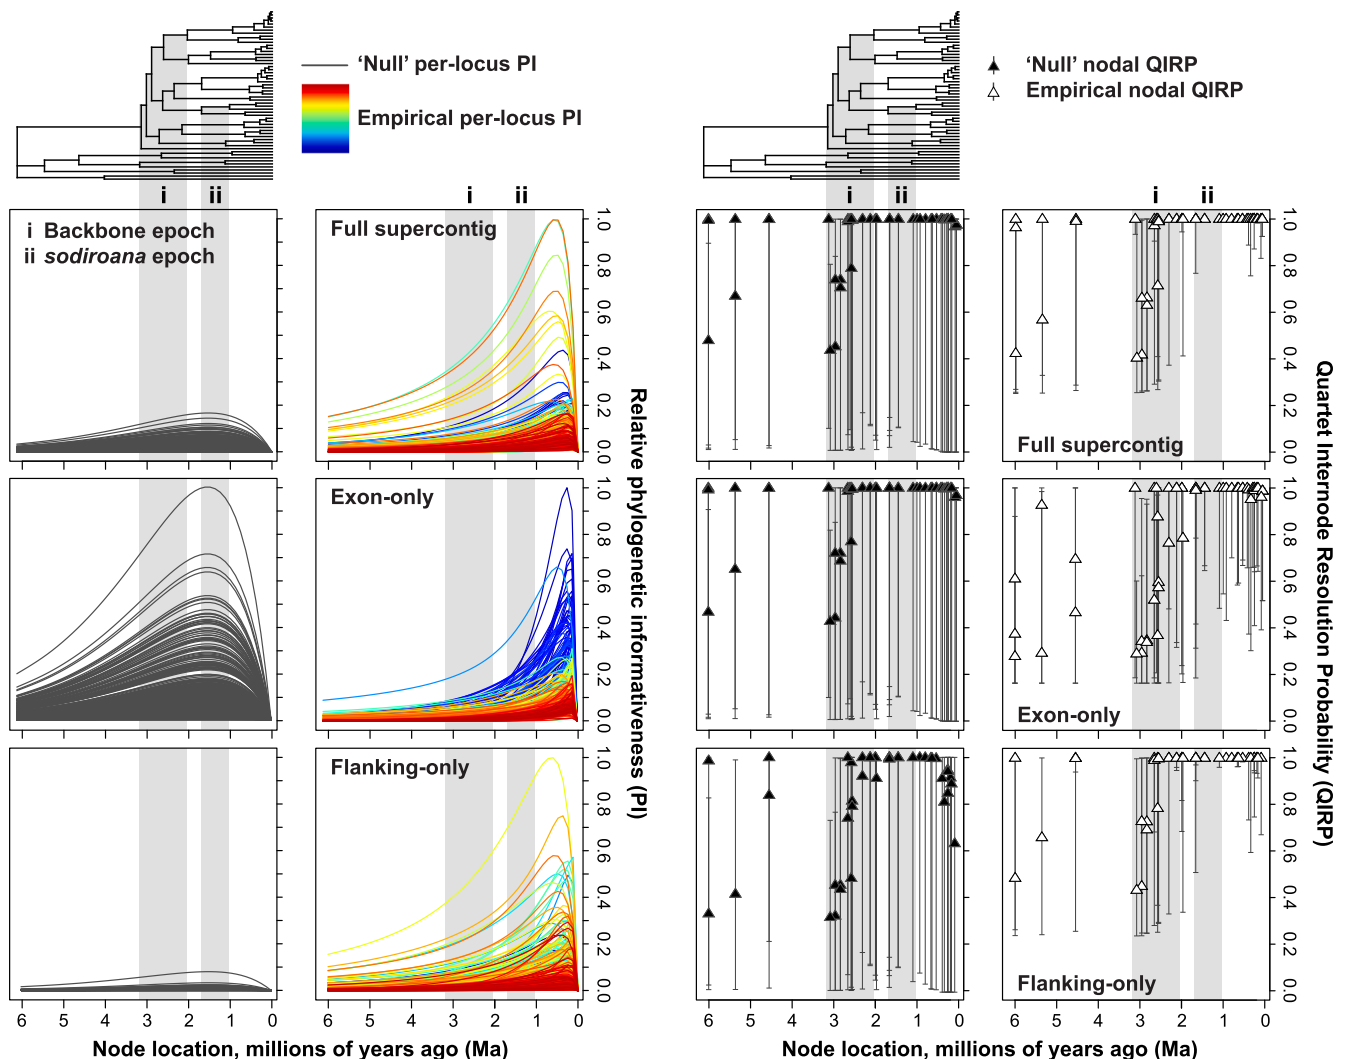 ‘Null’ per-locus PI
Empirical per-locus PI
‘Null’ nodal QIRP
Empirical nodal QIRP
i ii
i ii
i ii
i ii
i Backbone epoch
ii sodiroana epoch
Full supercontig
0.0 0.2 0.4 0.6 0.8 1.0
Full supercontig
0.0 0.2 0.4 0.6 0.8 1.0
Exon-only
0.0 0.2 0.4 0.6 0.8 1.0
Exon-only
0.0 0.2 0.4 0.6 0.8 1.0
Flanking-only
0.0 0.2 0.4 0.6 0.8 1.0
Flanking-only
0.0 0.2 0.4 0.6 0.8 1.0
Relative phylogenetic informativeness (PI)
Quartet Internode Resolution Probability (QIRP)
6 5 4 3 2 1 0
6 5 4 3 2 1 0
6 5 4 3 2 1 0
6 5 4 3 2 1 0
Node location, millions of years ago (Ma)
Node location, millions of years ago (Ma)